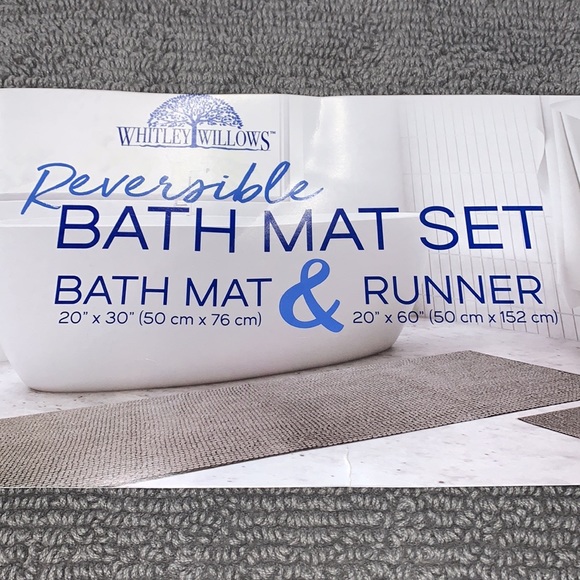 WHITLEY WILLOWS™
Reversible
BATH MAT SET
BATH MAT & RUNNER
20" x 30" (50 cm x 76 cm) 20" x 60" (50 cm x 152 cm)